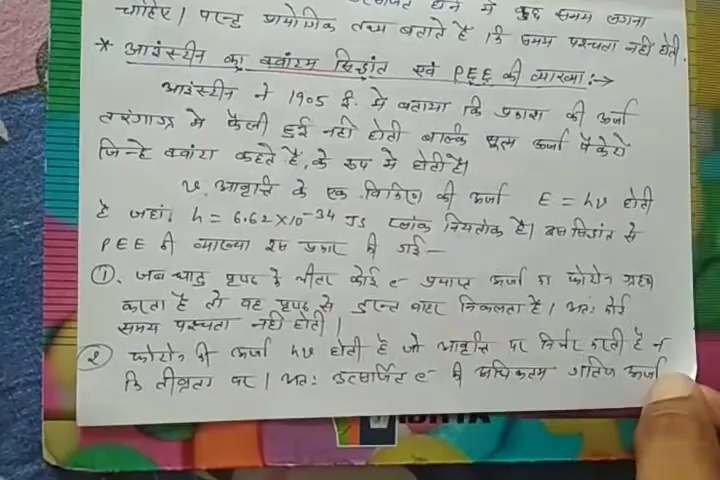 चाहिए। परन्तु प्रायोगिक तथ्य बताते है कि समय पश्चता नही होती.
* आइंस्टीन का क्वांटम सिद्धांत एवं PEE की व्याख्या :→
आइंस्टीन ने 1905 ई. मे बताया कि प्रकाश की ऊर्जा
तरंगाग्र मे फैली हुई नही होती बल्कि सूक्ष्म ऊर्जा पैकेटो
जिन्हे क्वांटा कहते है, के रूप मे होती है।
ν आवृत्ति के एक विकिरण की ऊर्जा E = hν होती
है जहां, h = 6.62×10⁻³⁴ JS प्लांक नियतांक है। इस सिद्धांत से
PEE की व्याख्या इस प्रकार की गई —
①. जब धातु पृष्ठ के भीतर कोई e⁻ पर्याप्त ऊर्जा का फोटोन ग्रहण
करता है तो वह पृष्ठ से तुरन्त बाहर निकलता है। अतः कोई
समय पश्चता नही होती।
② फोटोन की ऊर्जा hν होती है जो आवृत्ति पर निर्भर करती है न
कि तीव्रता पर। अतः उत्सर्जित e⁻ की अधिकतम गतिज ऊर्जा